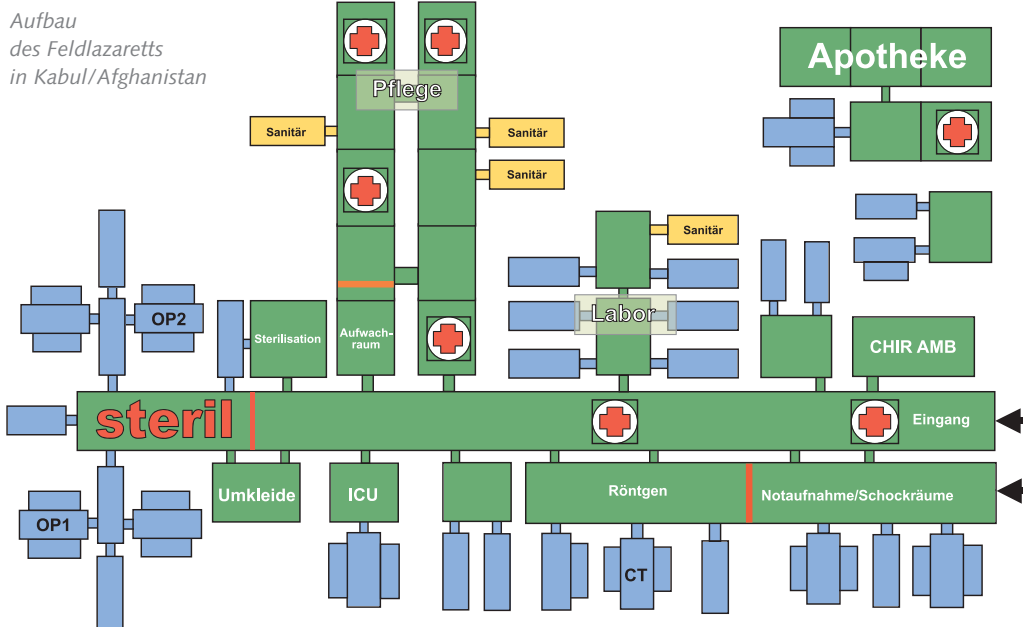 Aufbau
des Feldlazaretts
in Kabul/Afghanistan
Apotheke
Pflege
Sanitär
Sanitär
Sanitär
Sanitär
OP2
Sterilisation
Aufwach-
raum
Labor
CHIR AMB
steril
Eingang
Umkleide
ICU
Röntgen
Notaufnahme/Schockräume
OP1
CT